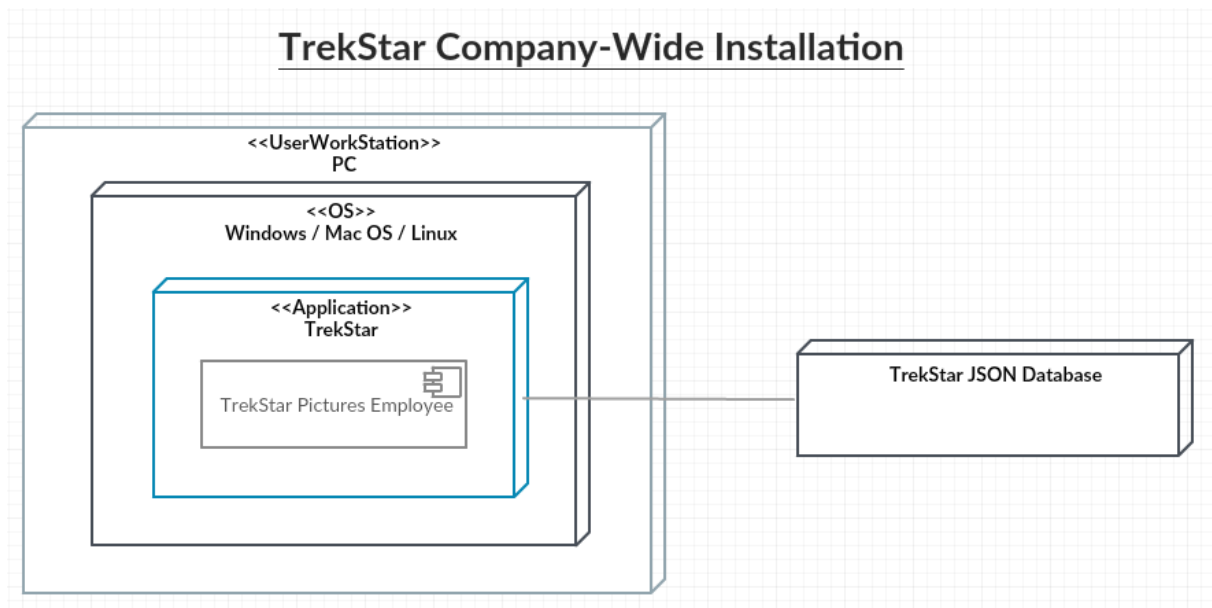 TrekStar Company-Wide Installation
<<UserWorkStation>>
PC
<<OS>>
Windows / Mac OS / Linux
<<Application>>
TrekStar
TrekStar Pictures Employee
TrekStar JSON Database